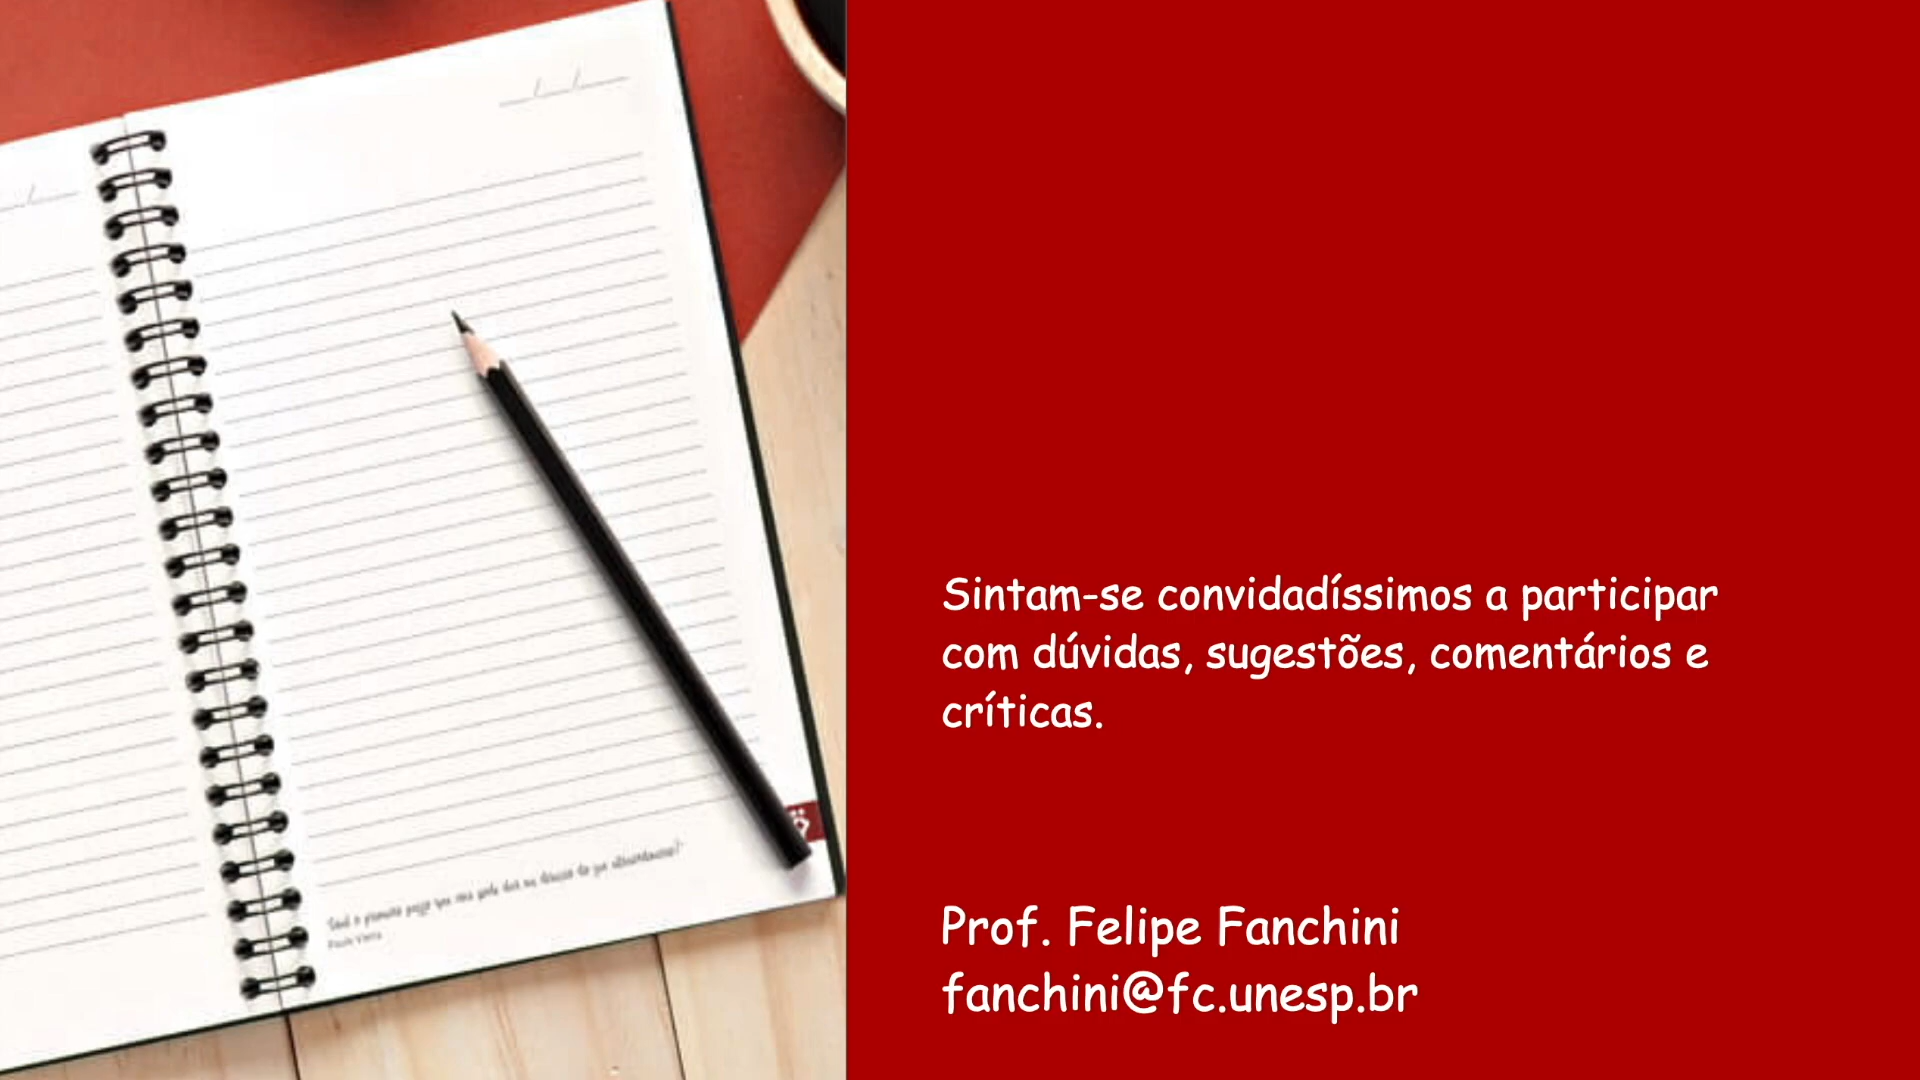 Sintam-se convidadíssimos a participar
com dúvidas, sugestões, comentários e
críticas.
Prof. Felipe Fanchini
fanchini@fc.unesp.br